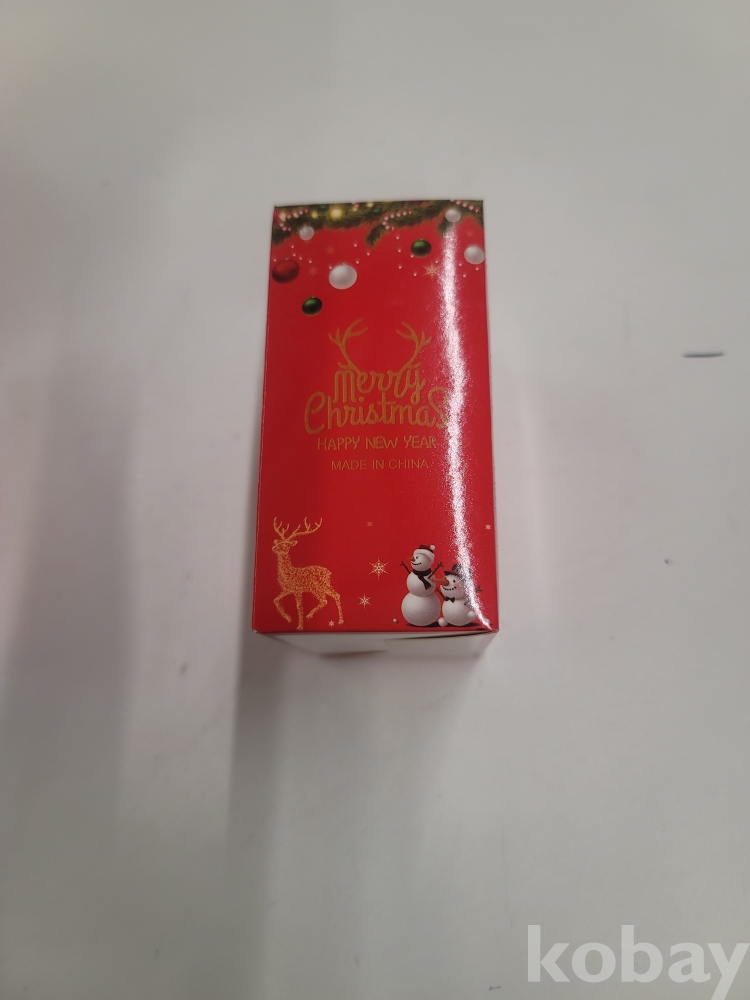 Merry
Christmas
HAPPY NEW YEAR
MADE IN CHINA
kobay